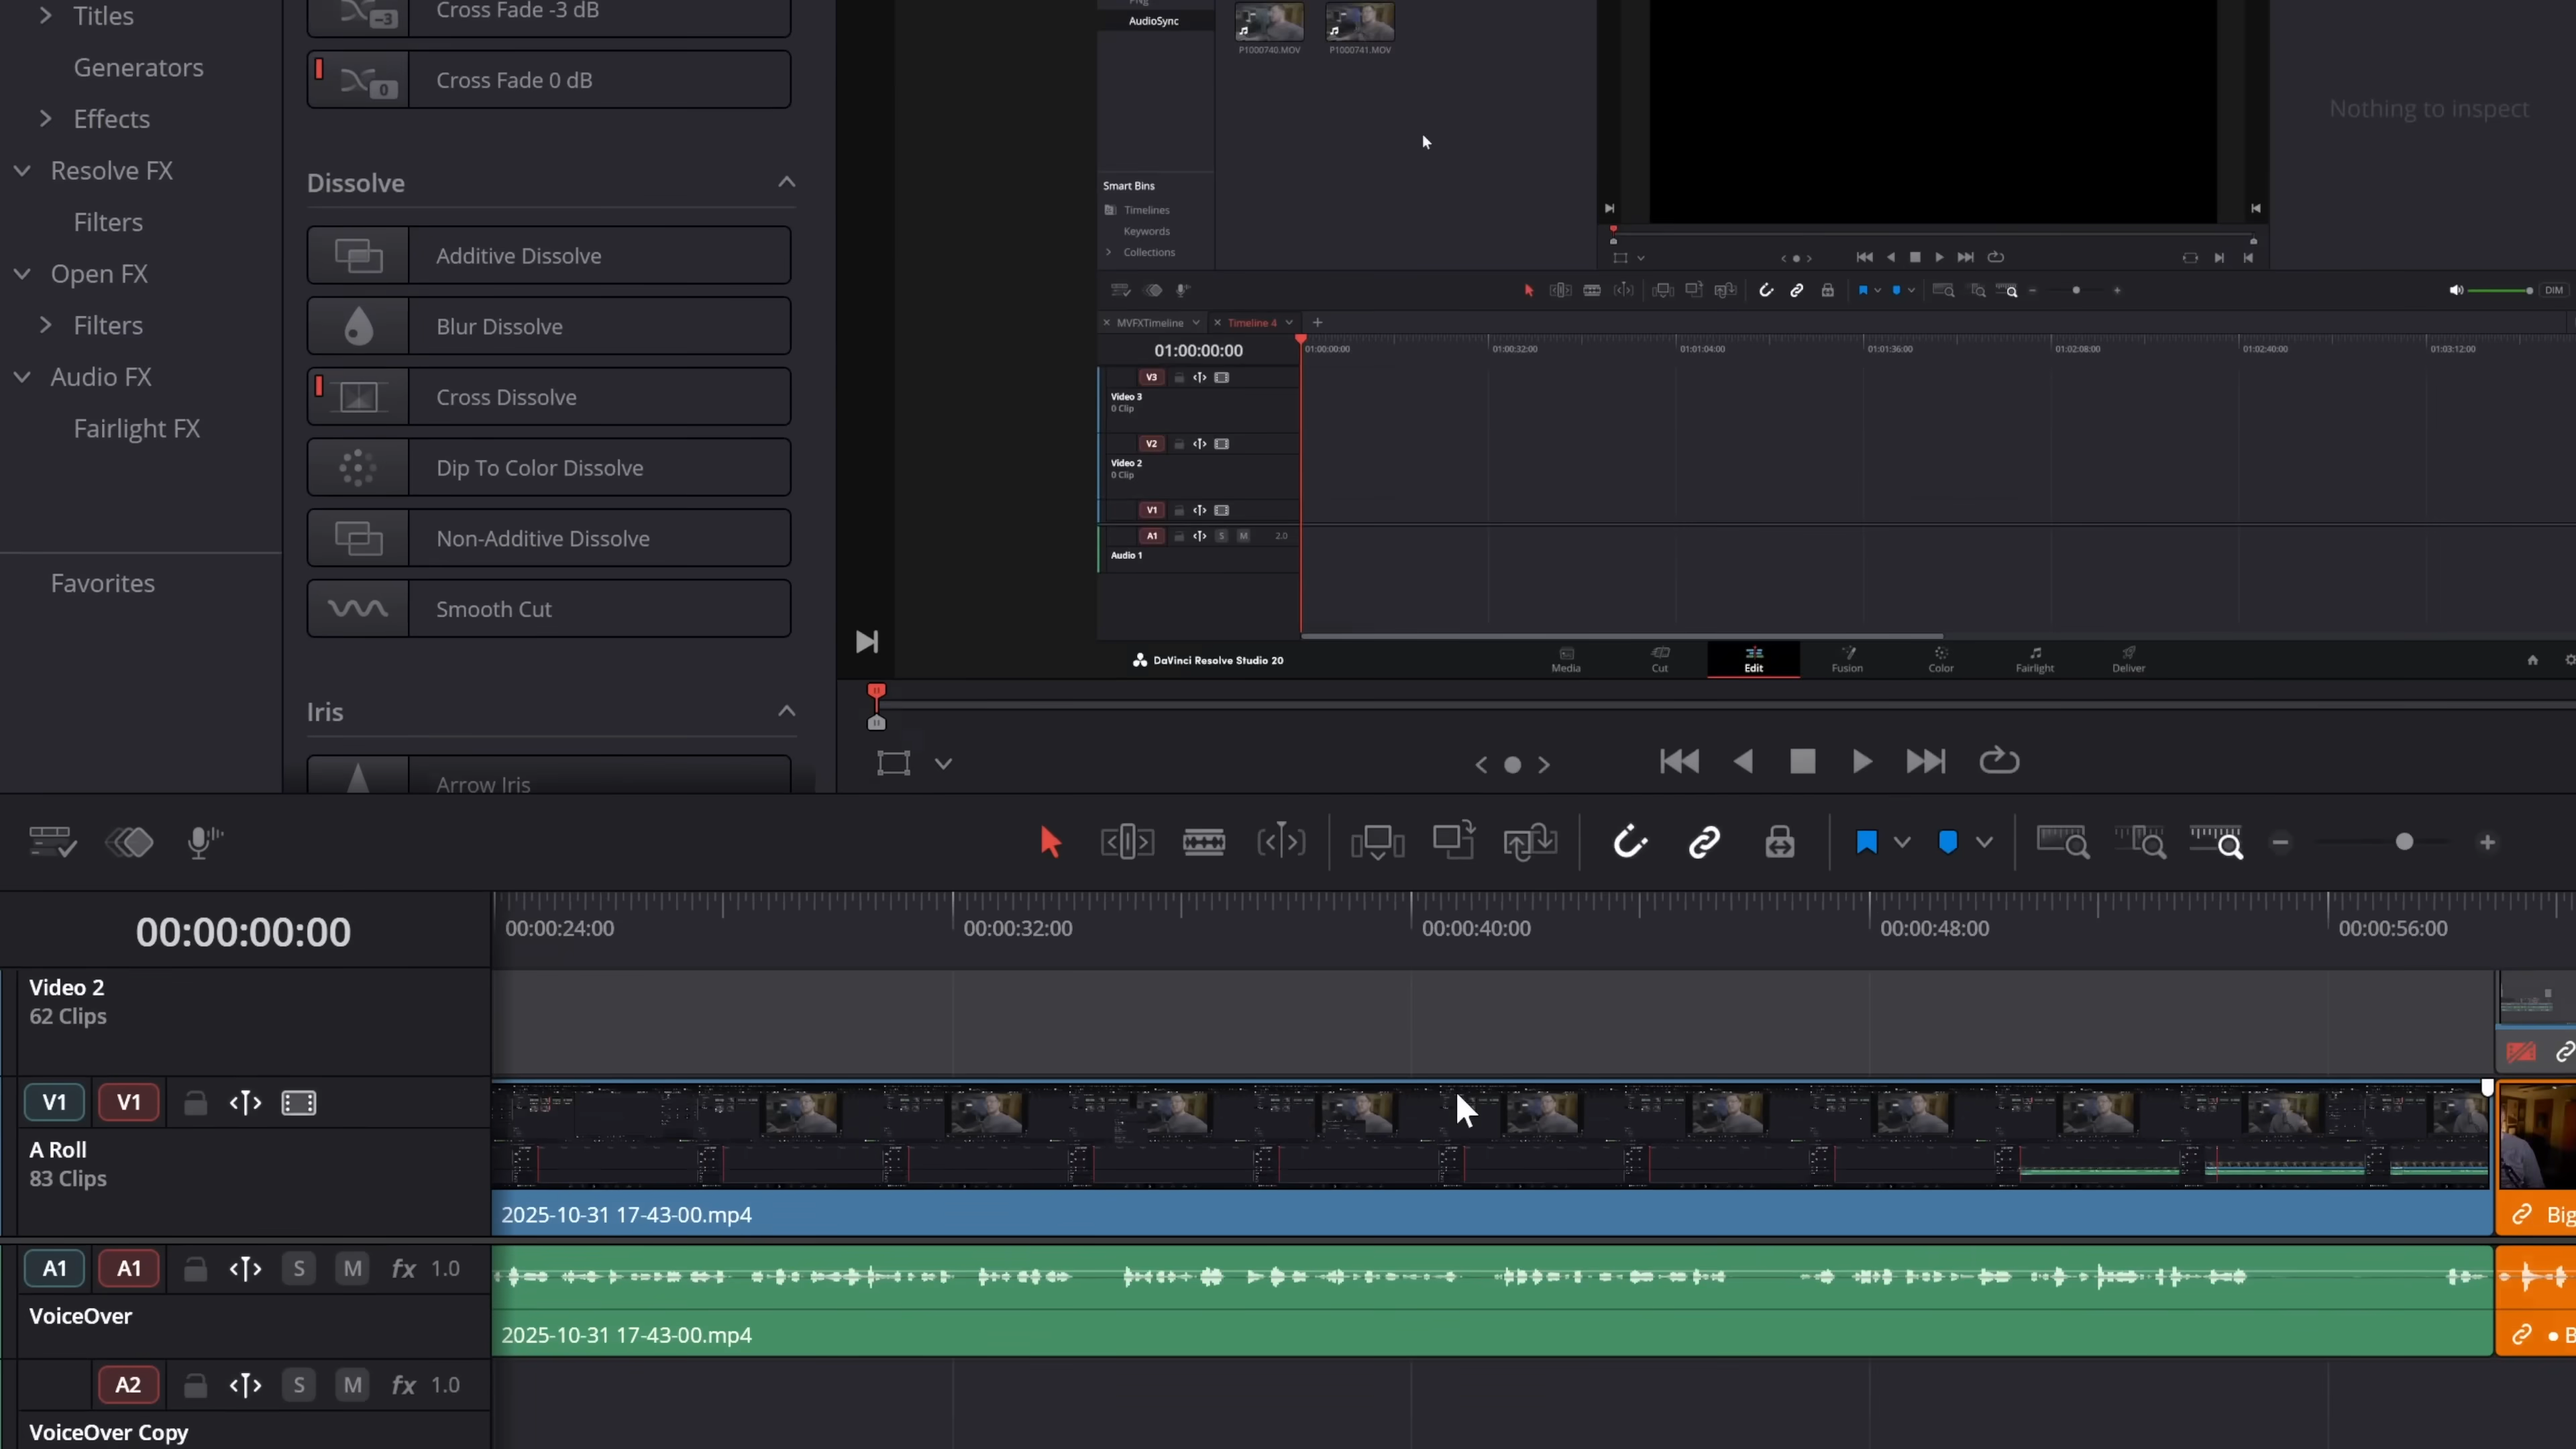 Titles
Generators
Effects
Resolve FX
Filters
Open FX
Filters
Audio FX
Fairlight FX
Favorites
Cross Fade -3 dB
-3
Cross Fade 0 dB
0
Dissolve
Additive Dissolve
Blur Dissolve
Cross Dissolve
Dip To Color Dissolve
Non-Additive Dissolve
Smooth Cut
Iris
Arrow Iris
AudioSync
P1000740.MOV
P1000741.MOV
Smart Bins
Timelines
Keywords
Collections
Nothing to inspect
DIM
MVFXTimeline
Timeline 4
01:00:00:00
01:00:00:00
01:00:32:00
01:01:04:00
01:01:36:00
01:02:08:00
01:02:40:00
01:03:12:00
V3
Video 3
0 Clip
V2
Video 2
0 Clip
V1
A1
S
M
2.0
Audio 1
DaVinci Resolve Studio 20
Media
Cut
Edit
Fusion
Color
Fairlight
Deliver
00:00:00:00
00:00:24:00
00:00:32:00
00:00:40:00
00:00:48:00
00:00:56:00
Video 2
62 Clips
V1
V1
A Roll
83 Clips
2025-10-31 17-43-00.mp4
Big
A1
A1
S
M
fx
1.0
VoiceOver
2025-10-31 17-43-00.mp4
B
A2
S
M
fx
1.0
VoiceOver Copy